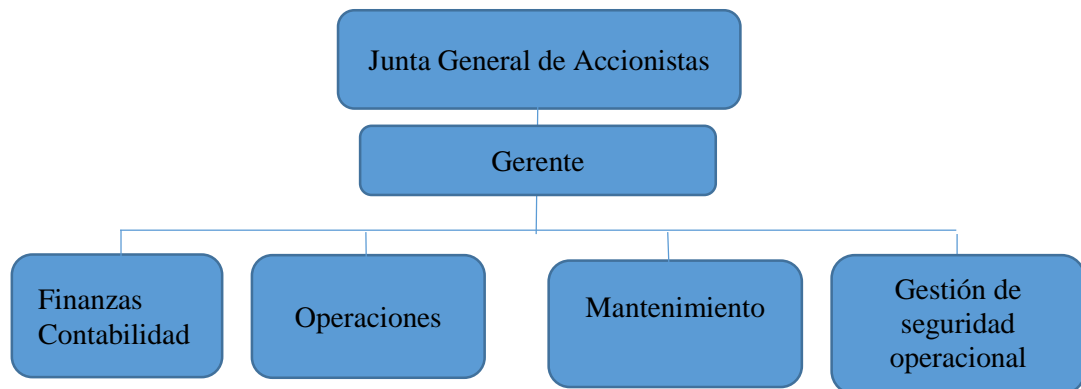 Junta General de Accionistas
Gerente
Finanzas
Contabilidad
Operaciones
Mantenimiento
Gestión de
seguridad
operacional